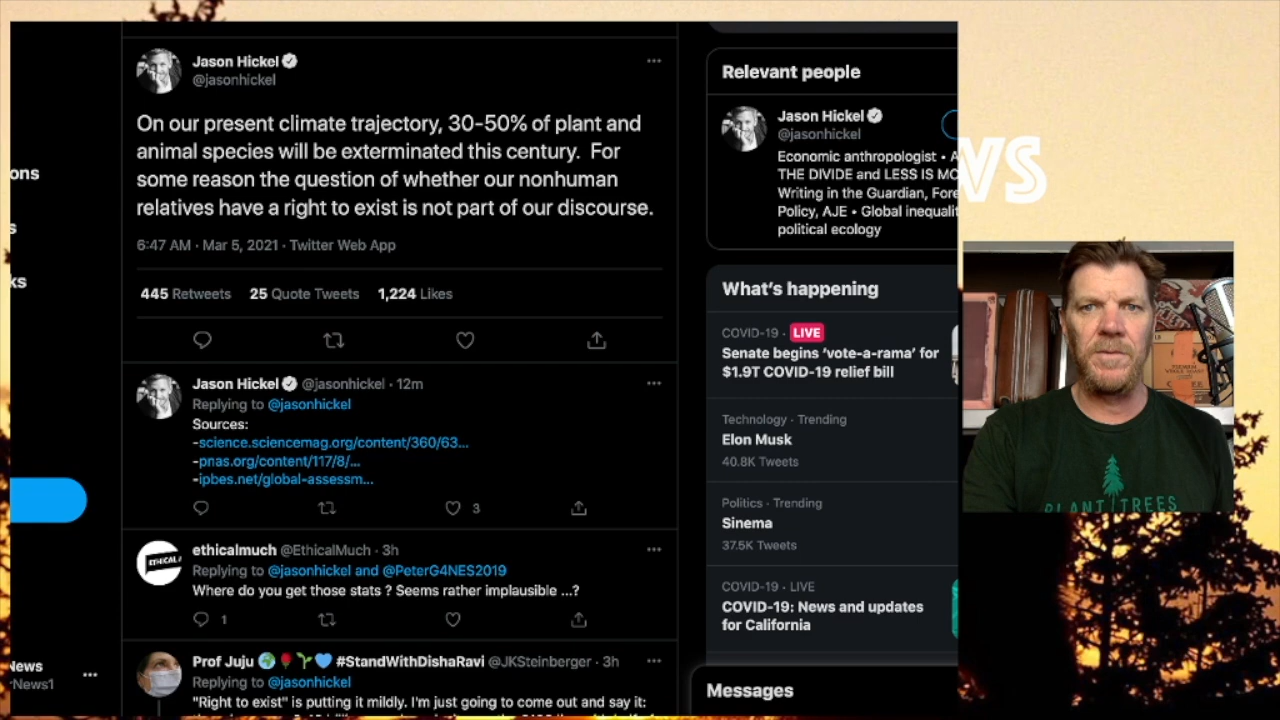 Jason Hickel
@jasonhickel
On our present climate trajectory, 30-50% of plant and
animal species will be exterminated this century. For
some reason the question of whether our nonhuman
relatives have a right to exist is not part of our discourse.
6:47 AM · Mar 5, 2021 · Twitter Web App
445 Retweets 25 Quote Tweets 1,224 Likes
Jason Hickel @jasonhickel · 12m
Replying to @jasonhickel
Sources:
-science.sciencemag.org/content/360/63...
-pnas.org/content/117/8/...
-ipbes.net/global-assessm...
3
ethicalmuch @EthicalMuch · 3h
Replying to @jasonhickel and @PeterG4NES2019
Where do you get those stats ? Seems rather implausible ...?
1
Prof Juju 🌍🌹🌱💙 #StandWithDishaRavi @JKSteinberger · 3h
Replying to @jasonhickel
"Right to exist" is putting it mildly. I'm just going to come out and say it:
ons
s
ks
News
rNews1
Relevant people
Jason Hickel
@jasonhickel
Economic anthropologist • A
THE DIVIDE and LESS IS MO
Writing in the Guardian, Fore
Policy, AJE • Global inequalit
political ecology
What's happening
COVID-19 · LIVE
Senate begins 'vote-a-rama' for
$1.9T COVID-19 relief bill
Technology · Trending
Elon Musk
40.8K Tweets
Politics · Trending
Sinema
37.5K Tweets
COVID-19 · LIVE
COVID-19: News and updates
for California
Messages
WS
PLANT TREES